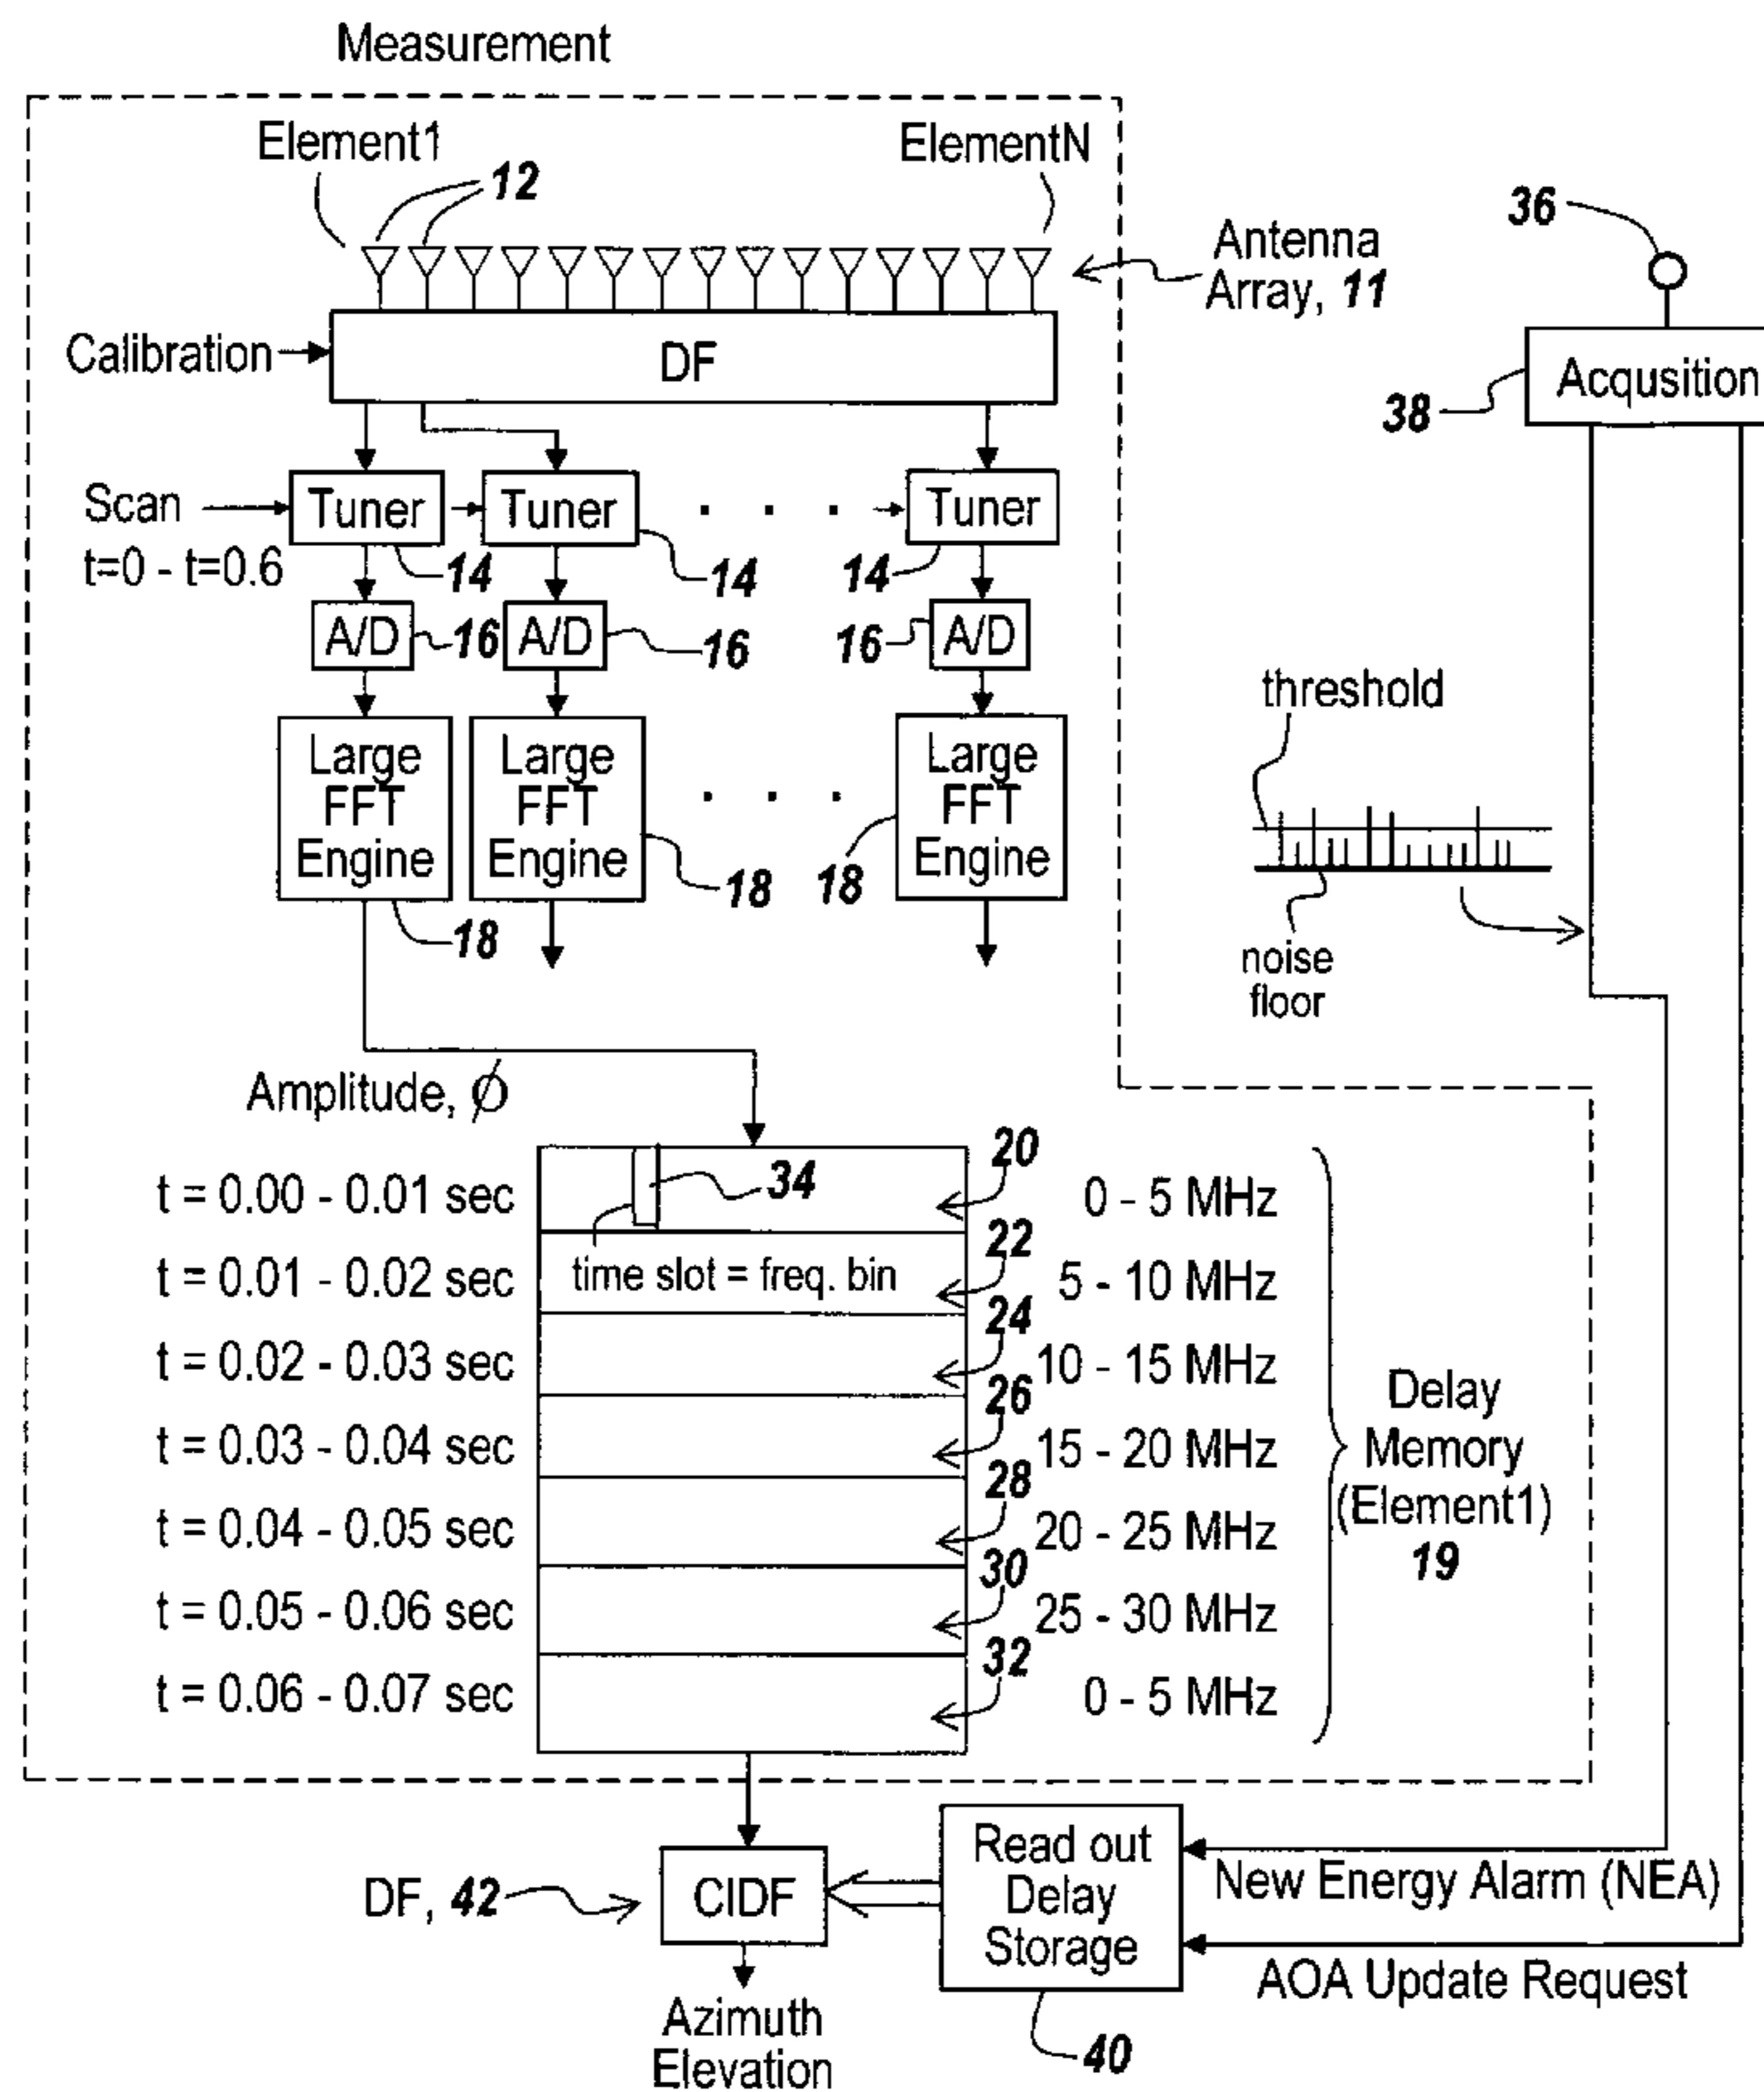 Measurement
Element1
12
ElementN
36
Antenna
Array, 11
Calibration
DF
38
Acqusition
Scan
t=0 - t=0.6
Tuner
Tuner
. . .
Tuner
14
14
14
A/D
16
A/D
16
16
A/D
threshold
Large
FFT
Engine
Large
FFT
Engine
. . .
Large
FFT
Engine
18
18
18
noise
floor
Amplitude, ϕ
t = 0.00 - 0.01 sec
34
20
0 - 5 MHz
t = 0.01 - 0.02 sec
time slot = freq. bin
22
5 - 10 MHz
t = 0.02 - 0.03 sec
24
10 - 15 MHz
t = 0.03 - 0.04 sec
26
15 - 20 MHz
t = 0.04 - 0.05 sec
28
20 - 25 MHz
t = 0.05 - 0.06 sec
30
25 - 30 MHz
t = 0.06 - 0.07 sec
32
0 - 5 MHz
Delay
Memory
(Element1)
19
DF, 42
CIDF
Read out
Delay
Storage
New Energy Alarm (NEA)
AOA Update Request
Azimuth
Elevation
40